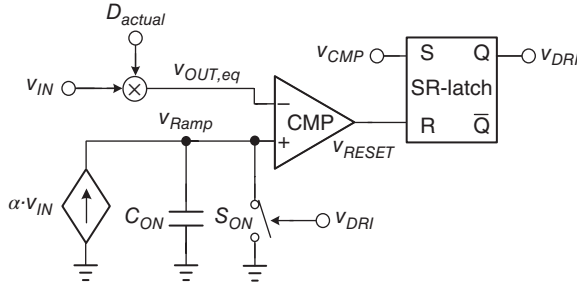 D_actual
v_IN
×
v_OUT,eq
v_CMP
S
Q
v_DRI
SR-latch
R
Q̅
−
CMP
+
v_RESET
v_Ramp
α·v_IN
C_ON
S_ON
v_DRI